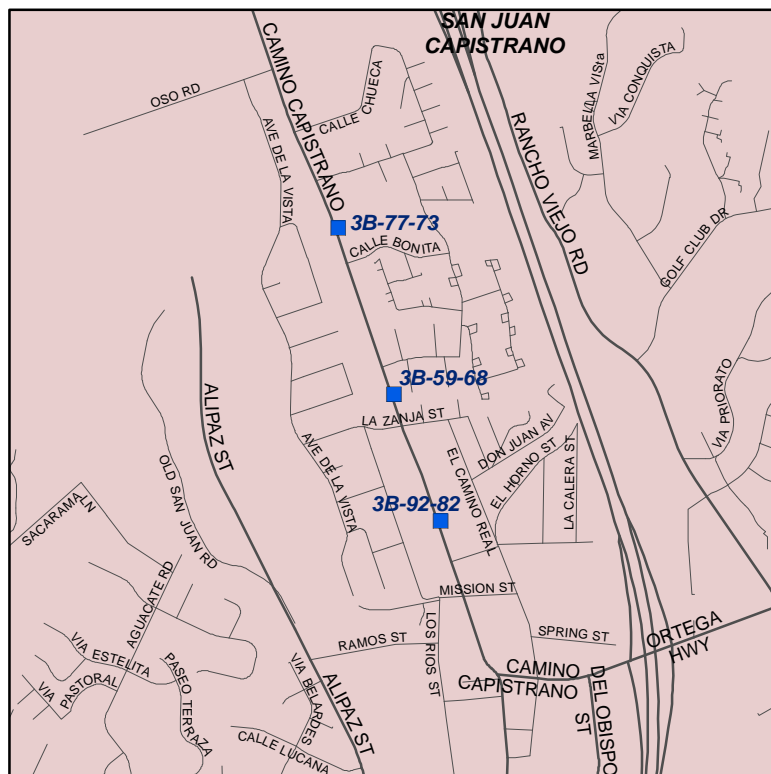 SAN JUAN
CAPISTRANO
OSO RD
CAMINO CAPISTRANO
CALLE CHUECA
MARBELLA VISta
VIA CONQUISTA
AVE DE LA VISTA
RANCHO VIEJO RD
3B-77-73
CALLE BONITA
GOLF CLUB DR
3B-59-68
ALIPAZ ST
LA ZANJA ST
VIA PRIORATO
DON JUAN AV
EL HORNO ST
LA CALERA ST
EL CAMINO REAL
AVE DE LA VISTA
OLD SAN JUAN RD
3B-92-82
SACARAMA
LN
AGUACATE RD
MISSION ST
LOS RIOS ST
RAMOS ST
SPRING ST
ORTEGA
HWY
VIA ESTELITA
VIA
PASTORAL
PASEO TERRAZA
VIA BELARDES
CALLE LUCANA
ALIPAZ ST
CAMINO
CAPISTRANO
DEL OBISPO
ST